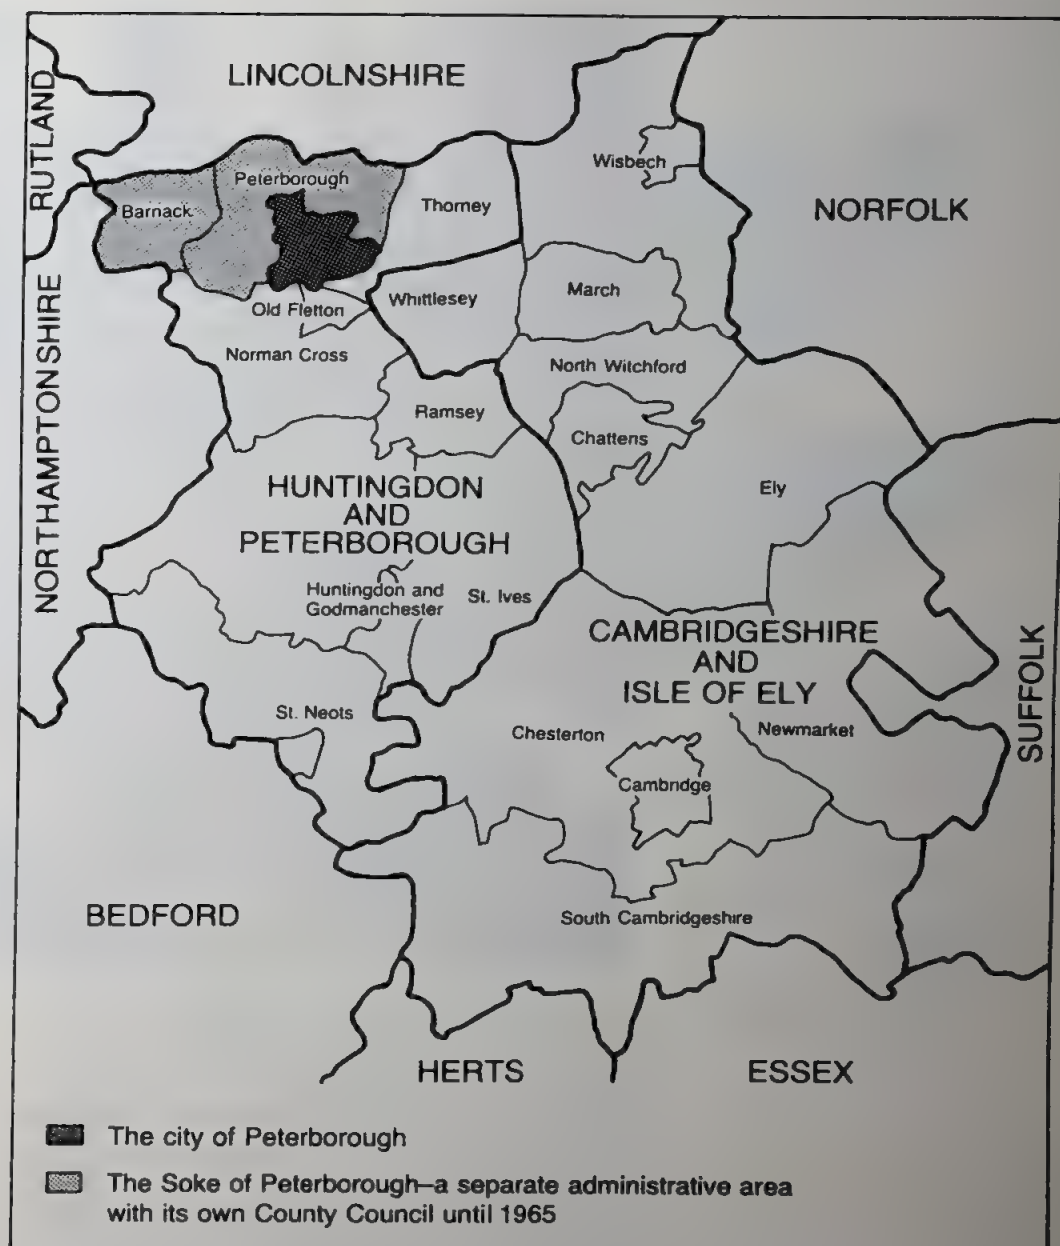 LINCOLNSHIRE
RUTLAND
Wisbech
Peterborough
Barnack
Thorney
NORFOLK
NORTHAMPTONSHIRE
Old Fletton
Whittlesey
March
Norman Cross
North Witchford
Ramsey
Chattens
HUNTINGDON
AND
PETERBOROUGH
Ely
Huntingdon and
Godmanchester
St. Ives
CAMBRIDGESHIRE
AND
ISLE OF ELY
SUFFOLK
St. Neots
Chesterton
Newmarket
Cambridge
BEDFORD
South Cambridgeshire
HERTS
ESSEX
The city of Peterborough
The Soke of Peterborough–a separate administrative area
with its own County Council until 1965